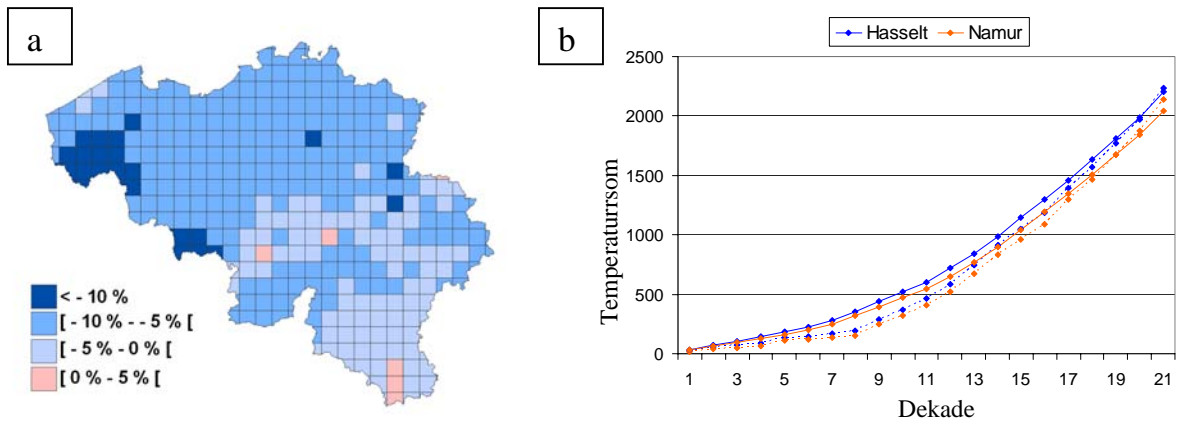 a
< - 10 %
[ - 10 % - - 5 % [
[ - 5 % - 0 % [
[ 0 % - 5 % [
b
Hasselt Namur
2500
2000
1500
1000
500
0
Temperatuursom
1 3 5 7 9 11 13 15 17 19 21
Dekade